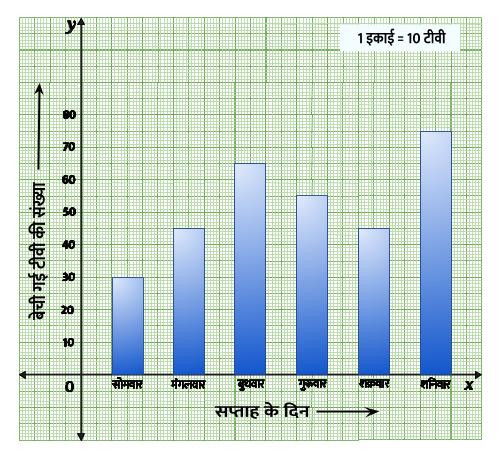 y
1 इकाई = 10 टीवी
बेची गई टीवी की संख्या
80
70
60
50
40
30
20
10
0
सोमवार मंगलवार बुधवार गुरुवार शुक्रवार शनिवार x
सप्ताह के दिन